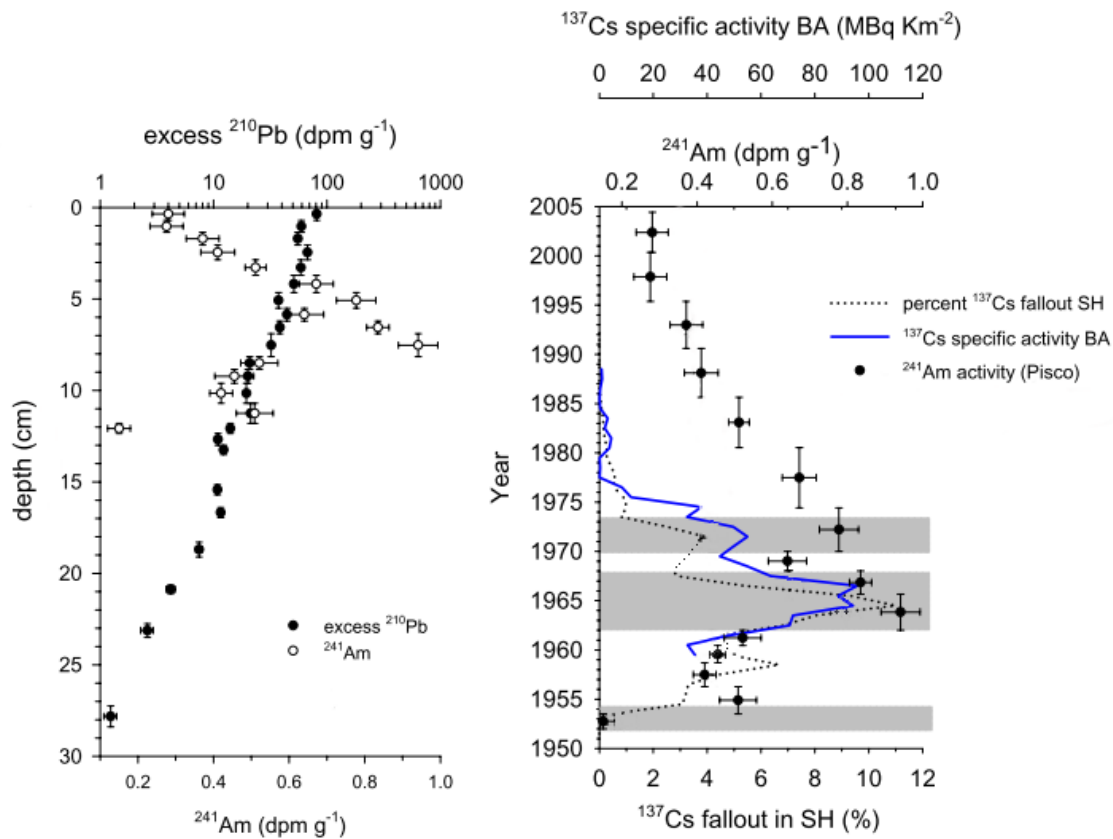 excess ²¹⁰Pb (dpm g⁻¹)
1 10 100 1000
depth (cm)
0
5
10
15
20
25
30
excess ²¹⁰Pb
²⁴¹Am
0.2 0.4 0.6 0.8 1.0
²⁴¹Am (dpm g⁻¹)
¹³⁷Cs specific activity BA (MBq Km⁻²)
0 20 40 60 80 100 120
²⁴¹Am (dpm g⁻¹)
0.2 0.4 0.6 0.8 1.0
Year
2005
2000
1995
1990
1985
1980
1975
1970
1965
1960
1955
1950
percent ¹³⁷Cs fallout SH
¹³⁷Cs specific activity BA
²⁴¹Am activity (Pisco)
0 2 4 6 8 10 12
¹³⁷Cs fallout in SH (%)